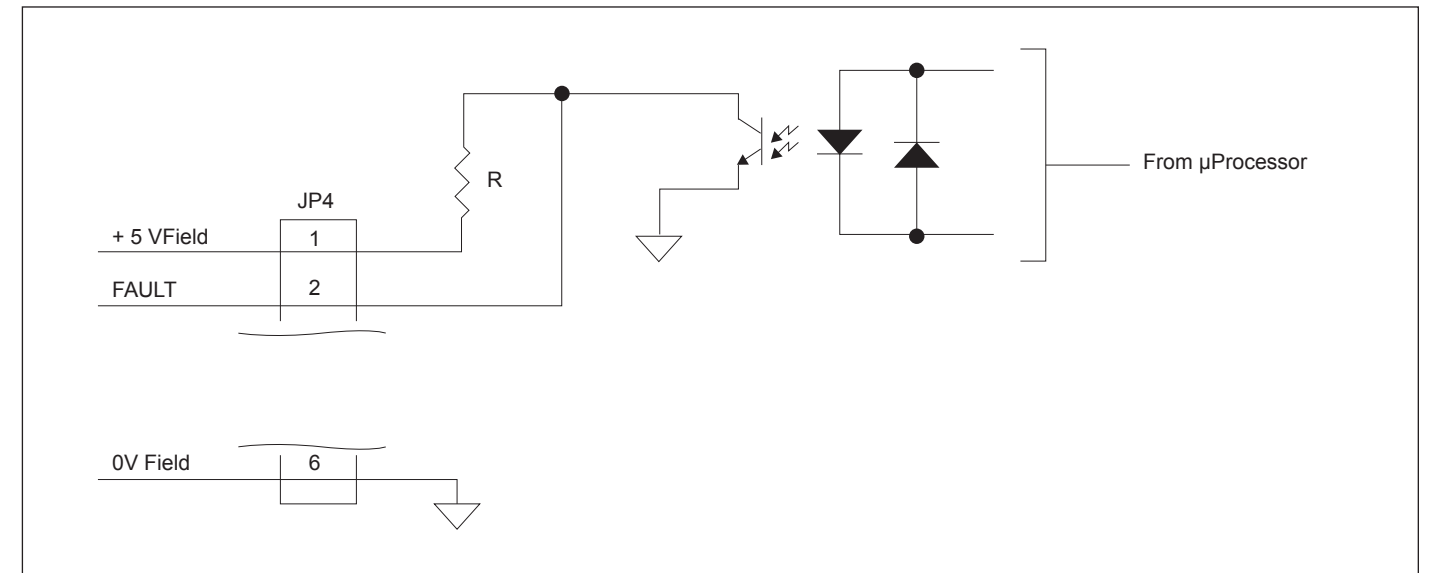 From µProcessor
R
JP4
+ 5 VField
1
FAULT
2
0V Field
6